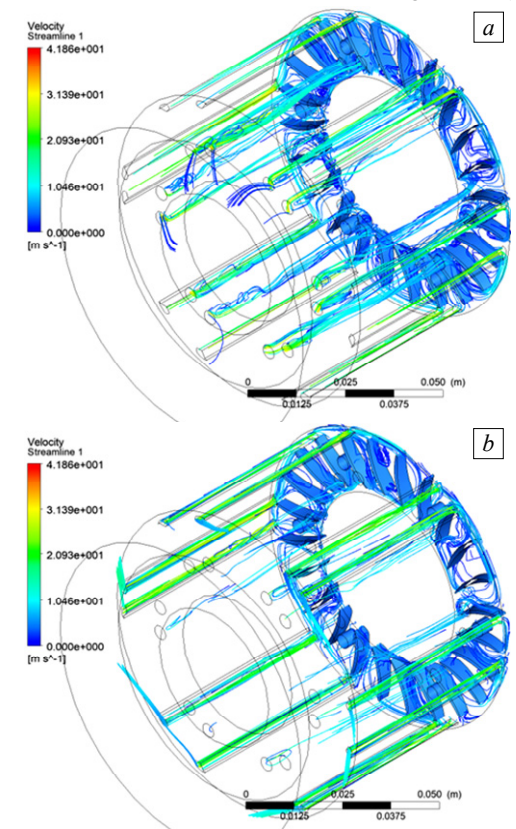 a
Velocity
Streamline 1
4.186e+001
3.139e+001
2.093e+001
1.046e+001
0.000e+000
[m s^-1]
0 0.025 0.050 (m)
0.0125 0.0375
b
Velocity
Streamline 1
4.186e+001
3.139e+001
2.093e+001
1.046e+001
0.000e+000
[m s^-1]
0 0.025 0.050 (m)
0.0125 0.0375